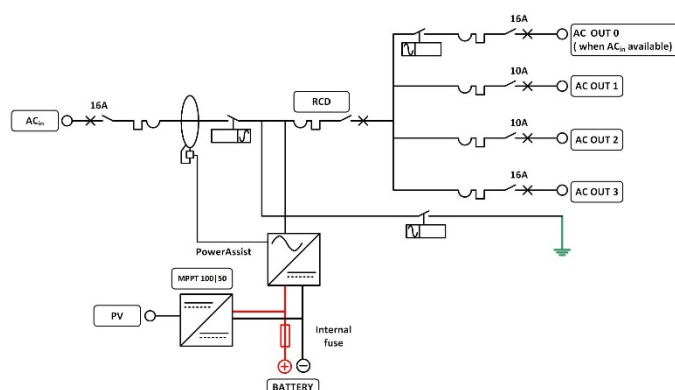 16A
AC OUT 0
( when ACin available)
10A
AC OUT 1
16A
RCD
ACin
10A
AC OUT 2
16A
AC OUT 3
PowerAssist
MPPT 100|50
PV
Internal
fuse
BATTERY